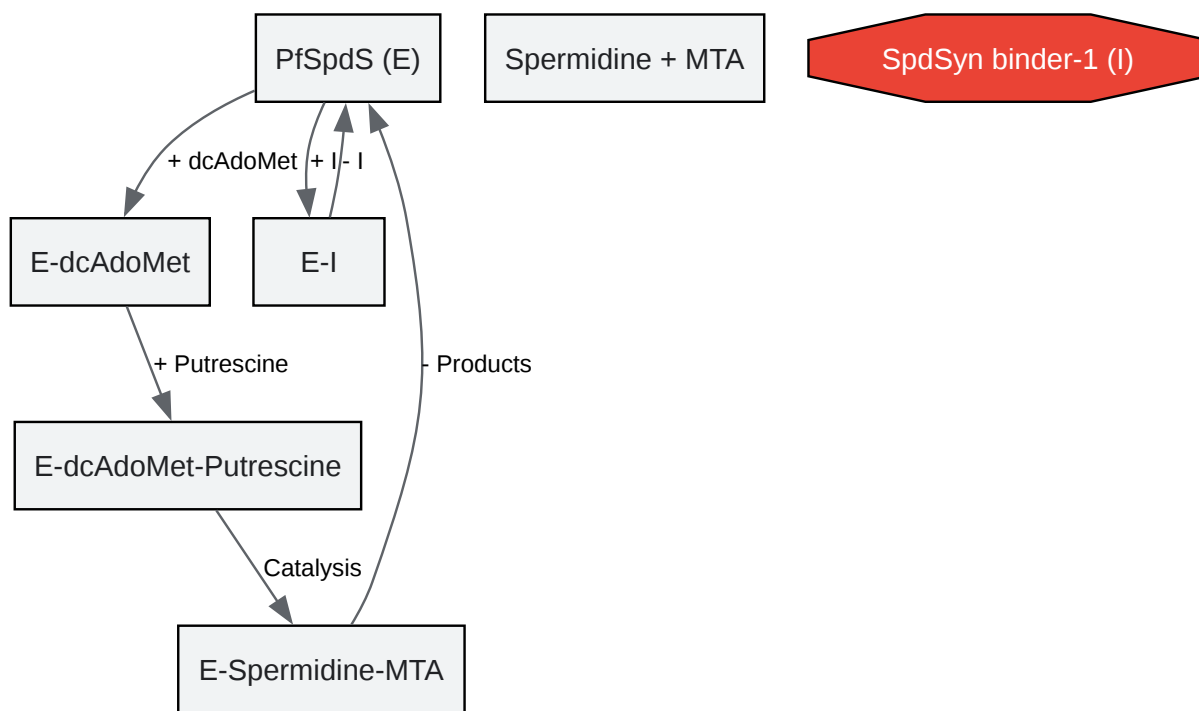 PfSpdS (E)
Spermidine + MTA
SpdSyn binder-1 (I)
+ dcAdoMet
+ I
- I
E-dcAdoMet
E-I
+ Putrescine
- Products
E-dcAdoMet-Putrescine
Catalysis
E-Spermidine-MTA